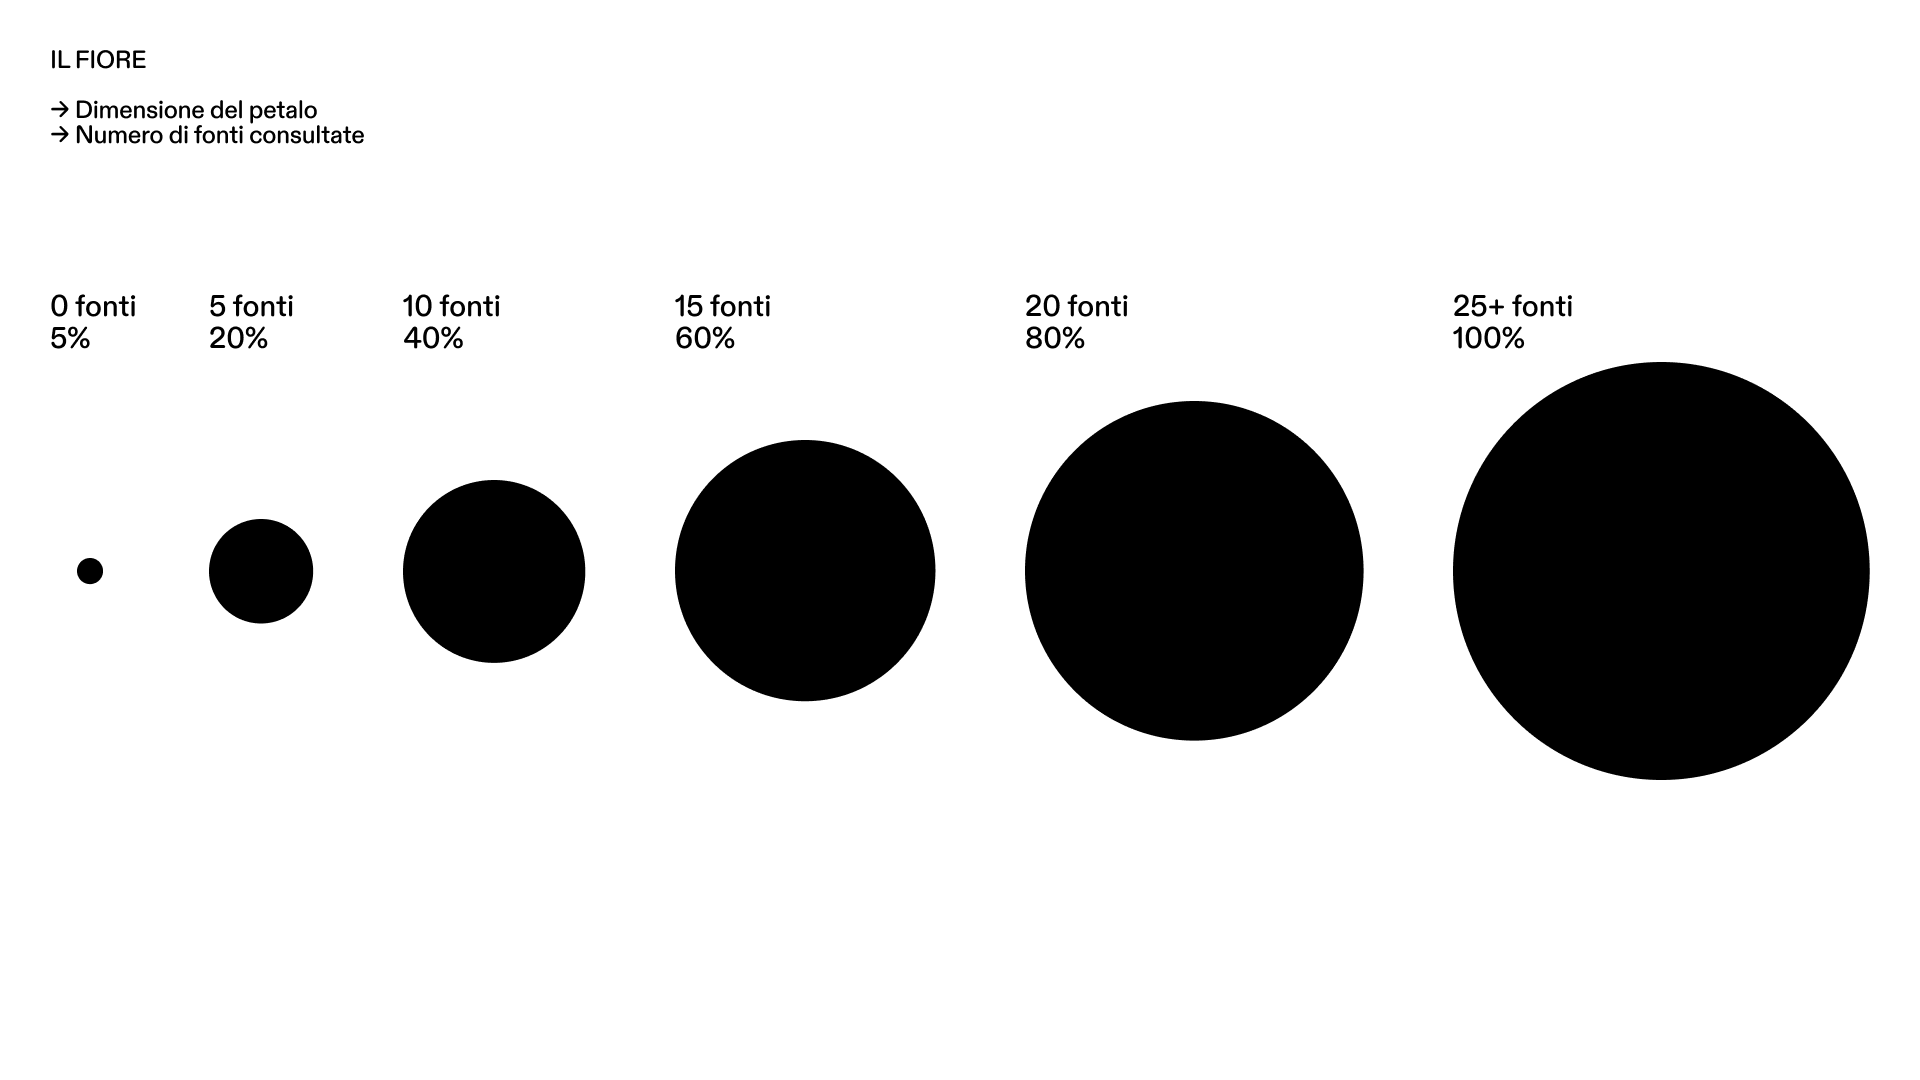 IL FIORE
→ Dimensione del petalo
→ Numero di fonti consultate
0 fonti
5%
5 fonti
20%
10 fonti
40%
15 fonti
60%
20 fonti
80%
25+ fonti
100%